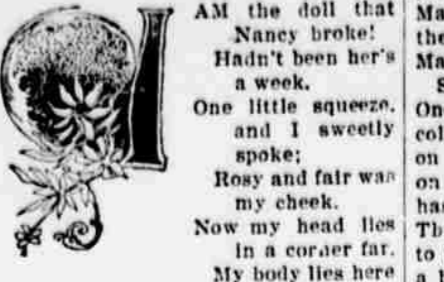 I AM the doll that
Nancy broke!
Hadn't been her's
a week.
One little squeeze,
and I sweetly
spoke;
Rosy and fair was
my cheek.
Now my head lies
in a corner far,
My body lies here